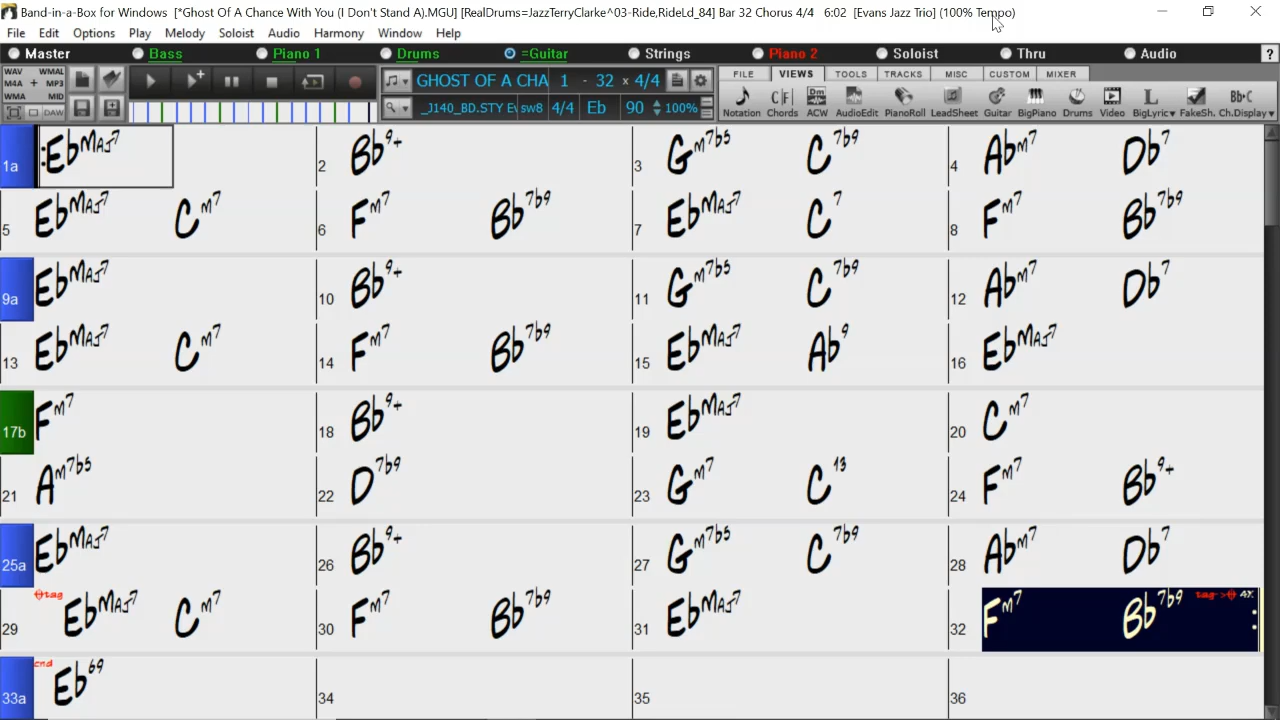 Band-in-a-Box for Windows [*Ghost Of A Chance With You (I Don't Stand A).MGU] [RealDrums=JazzTerryClarke^03-Ride,RideLd_84] Bar 32 Chorus 4/4 6:02 [Evans Jazz Trio] (100% Tempo)
File Edit Options Play Melody Soloist Audio Harmony Window Help
Master Bass Piano 1 Drums =Guitar Strings Piano 2 Soloist Thru Audio ?
WAV WMAL
M4A + MP3
WMA MID
DAW
GHOST OF A CHA 1 - 32 x 4/4
_J140_BD.STY Ev sw8 4/4 Eb 90 100%
FILE VIEWS TOOLS TRACKS MISC CUSTOM MIXER
Dm Bb›C
Notation Chords ACW AudioEdit PianoRoll LeadSheet Guitar BigPiano Drums Video BigLyric▾ FakeSh. Ch.Display▾
1a :EbMAJ7 2 Bb9+ 3 Gm7b5 C7b9 4 Abm7 Db7
5 EbMAJ7 Cm7 6 Fm7 Bb7b9 7 EbMAJ7 C7 8 Fm7 Bb7b9
9a EbMAJ7 10 Bb9+ 11 Gm7b5 C7b9 12 Abm7 Db7
13 EbMAJ7 Cm7 14 Fm7 Bb7b9 15 EbMAJ7 Ab9 16 EbMAJ7
17b Fm7 18 Bb9+ 19 EbMAJ7 20 Cm7
21 Am7b5 22 D7b9 23 Gm7 C13 24 Fm7 Bb9+
25a EbMAJ7 26 Bb9+ 27 Gm7b5 C7b9 28 Abm7 Db7
tag tag-> 4X
29 EbMAJ7 Cm7 30 Fm7 Bb7b9 31 EbMAJ7 32 Fm7 Bb7b9 :
end
33a Eb69 34 35 36